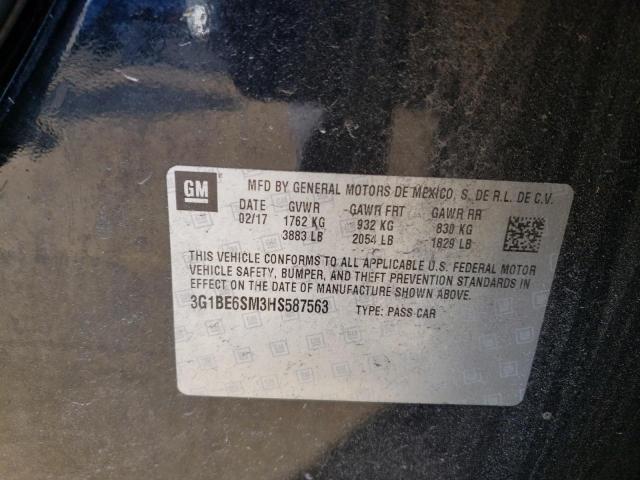 GM
MFD BY GENERAL MOTORS DE MEXICO, S. DE R.L. DE C.V.
DATE GVWR GAWR FRT GAWR RR
02/17 1762 KG 932 KG 830 KG
3883 LB 2054 LB 1829 LB
THIS VEHICLE CONFORMS TO ALL APPLICABLE U.S. FEDERAL MOTOR
VEHICLE SAFETY, BUMPER, AND THEFT PREVENTION STANDARDS IN
EFFECT ON THE DATE OF MANUFACTURE SHOWN ABOVE.
3G1BE6SM3HS587563 TYPE: PASS CAR